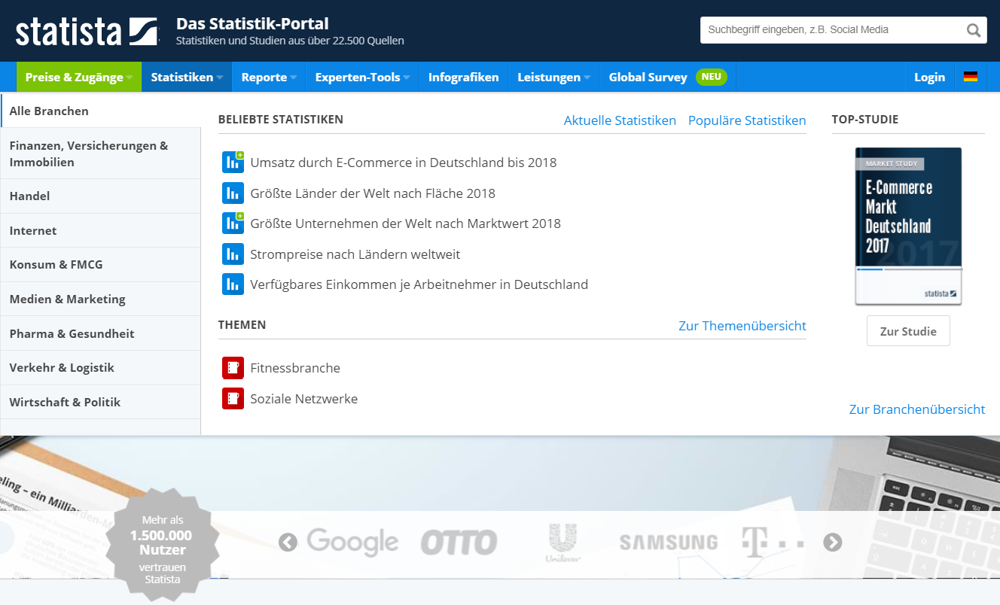 statista
Das Statistik-Portal
Statistiken und Studien aus über 22.500 Quellen
Suchbegriff eingeben, z.B. Social Media
Preise & Zugänge
Statistiken
Reporte
Experten-Tools
Infografiken
Leistungen
Global Survey
NEU
Login
Alle Branchen
Finanzen, Versicherungen &
Immobilien
Handel
Internet
Konsum & FMCG
Medien & Marketing
Pharma & Gesundheit
Verkehr & Logistik
Wirtschaft & Politik
BELIEBTE STATISTIKEN
Aktuelle Statistiken
Populäre Statistiken
Umsatz durch E-Commerce in Deutschland bis 2018
Größte Länder der Welt nach Fläche 2018
Größte Unternehmen der Welt nach Marktwert 2018
Strompreise nach Ländern weltweit
Verfügbares Einkommen je Arbeitnehmer in Deutschland
THEMEN
Zur Themenübersicht
Fitnessbranche
Soziale Netzwerke
TOP-STUDIE
MARKET STUDY
E-Commerce
Markt
Deutschland
2017
2017
statista
Zur Studie
Zur Branchenübersicht
eling – ein Milliarden-M
Mehr als
1.500.000
Nutzer
vertrauen
Statista
Google
OTTO
Unilever
SAMSUNG
T